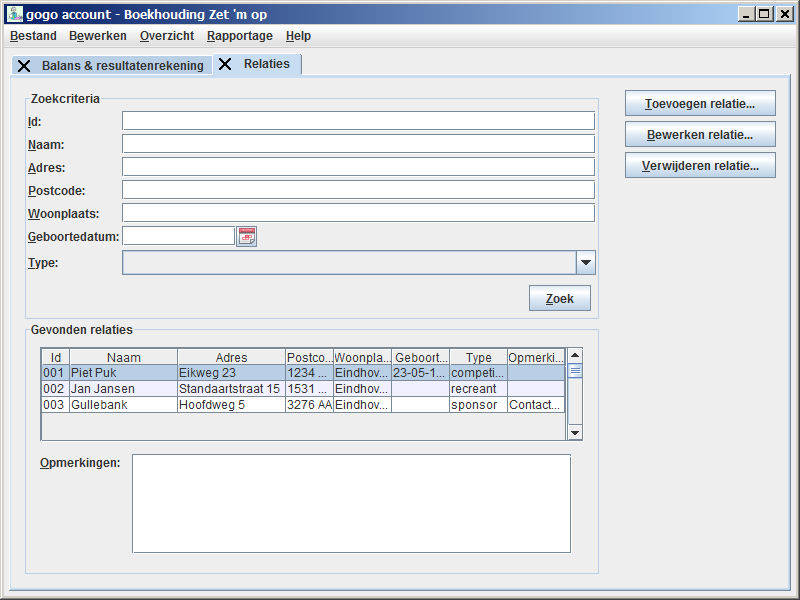 gogo account - Boekhouding Zet 'm op
Bestand Bewerken Overzicht Rapportage Help
Balans & resultatenrekening Relaties
Zoekcriteria
Id:
Naam:
Adres:
Postcode:
Woonplaats:
Geboortedatum:
Type:
Zoek
Toevoegen relatie...
Bewerken relatie...
Verwijderen relatie...
Gevonden relaties
Id Naam Adres Postco... Woonpla... Geboort... Type Opmerki...
001 Piet Puk Eikweg 23 1234 ... Eindhov... 23-05-1... competi...
002 Jan Jansen Standaartstraat 15 1531 ... Eindhov... recreant
003 Gullebank Hoofdweg 5 3276 AA Eindhov... sponsor Contact...
Opmerkingen: